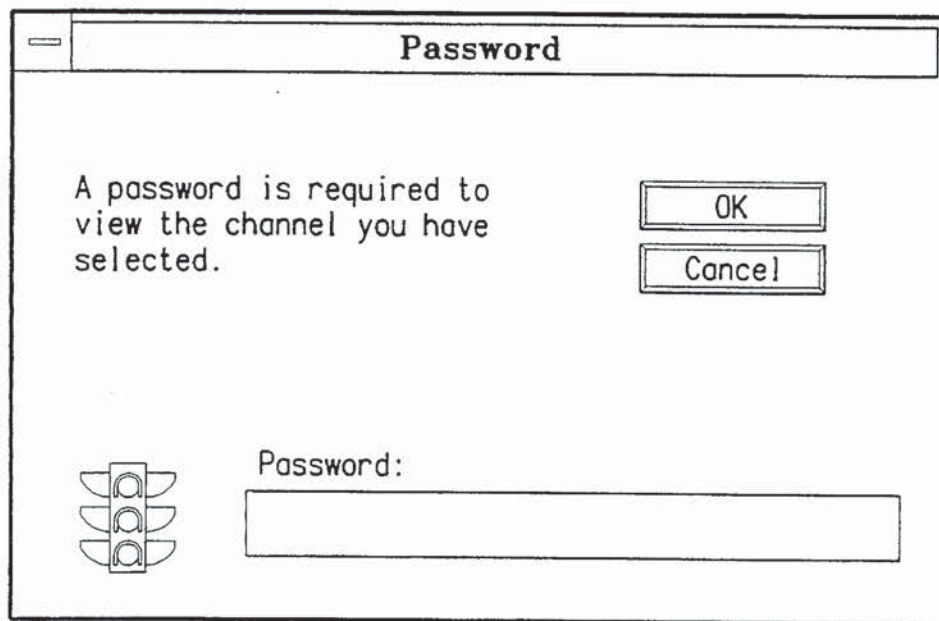 Password
A password is required to
view the channel you have
selected.
OK
Cancel
Password: